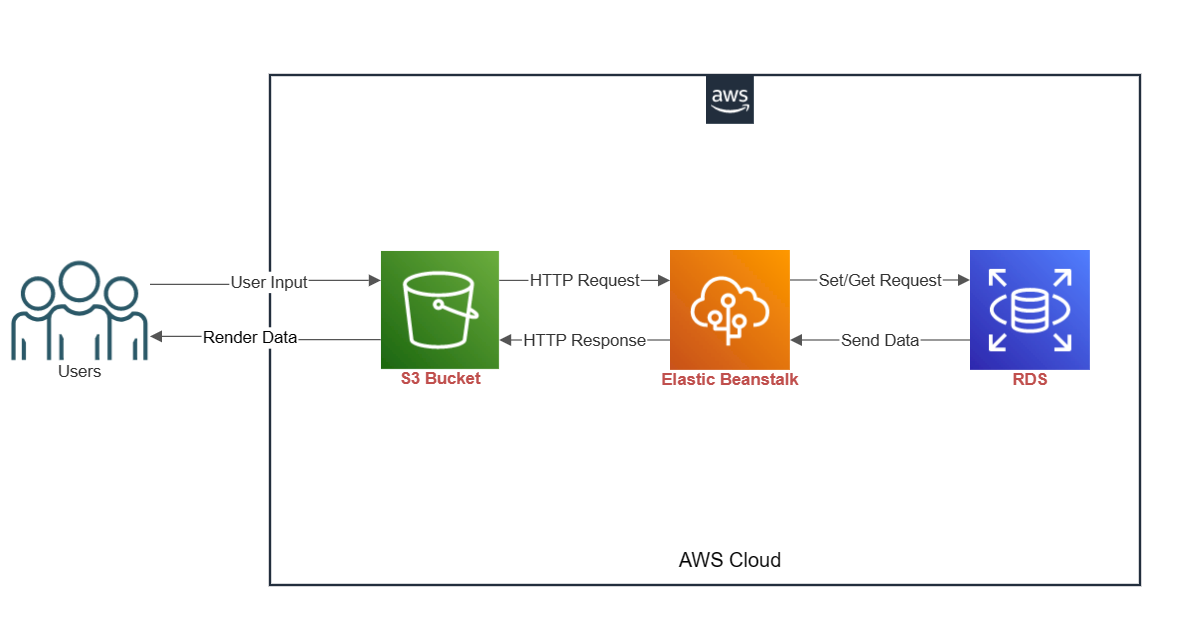 aws
User Input
HTTP Request
Set/Get Request
Render Data
HTTP Response
Send Data
Users
S3 Bucket
Elastic Beanstalk
RDS
AWS Cloud